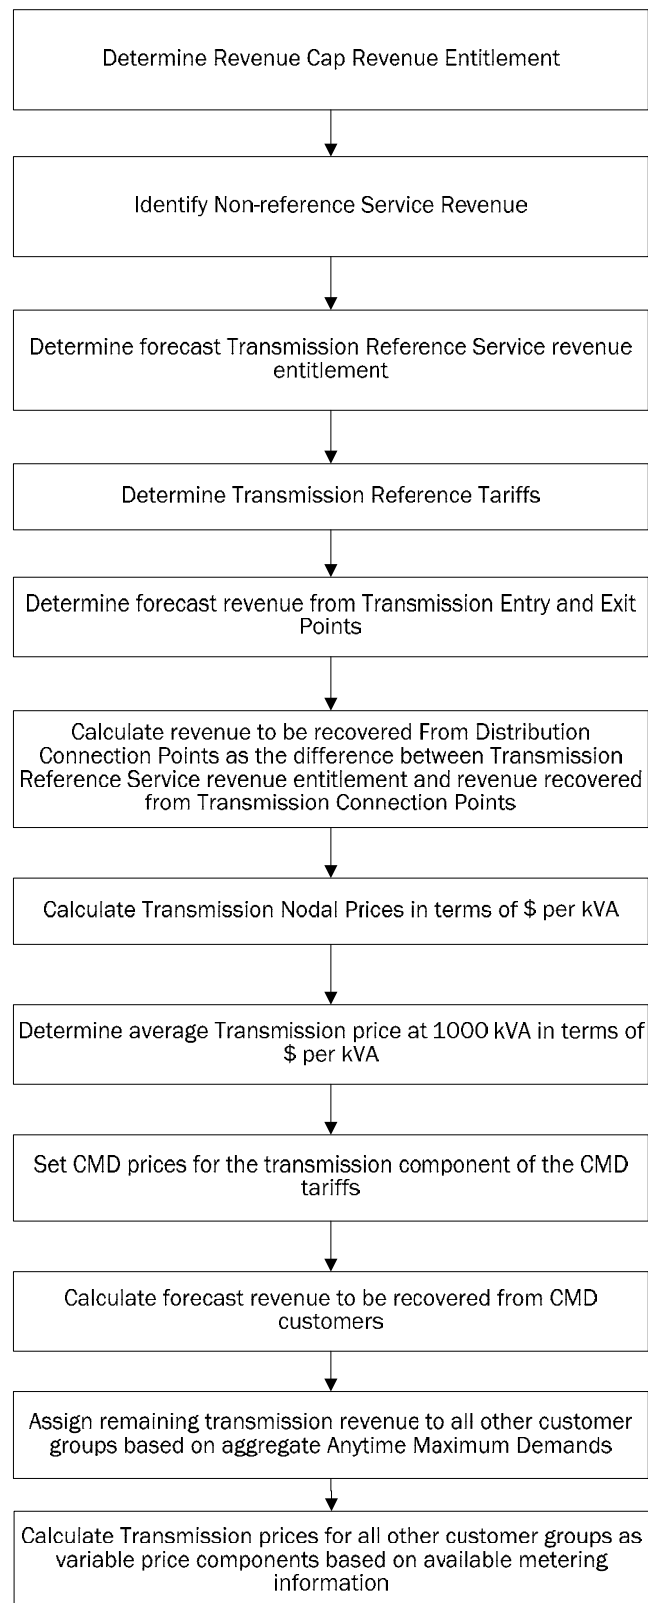 Determine Revenue Cap Revenue Entitlement
Identify Non-reference Service Revenue
Determine forecast Transmission Reference Service revenue
entitlement
Determine Transmission Reference Tariffs
Determine forecast revenue from Transmission Entry and Exit
Points
Calculate revenue to be recovered From Distribution
Connection Points as the difference between Transmission
Reference Service revenue entitlement and revenue recovered
from Transmission Connection Points
Calculate Transmission Nodal Prices in terms of $ per kVA
Determine average Transmission price at 1000 kVA in terms of
$ per kVA
Set CMD prices for the transmission component of the CMD
tariffs
Calculate forecast revenue to be recovered from CMD
customers
Assign remaining transmission revenue to all other customer
groups based on aggregate Anytime Maximum Demands
Calculate Transmission prices for all other customer groups as
variable price components based on available metering
information